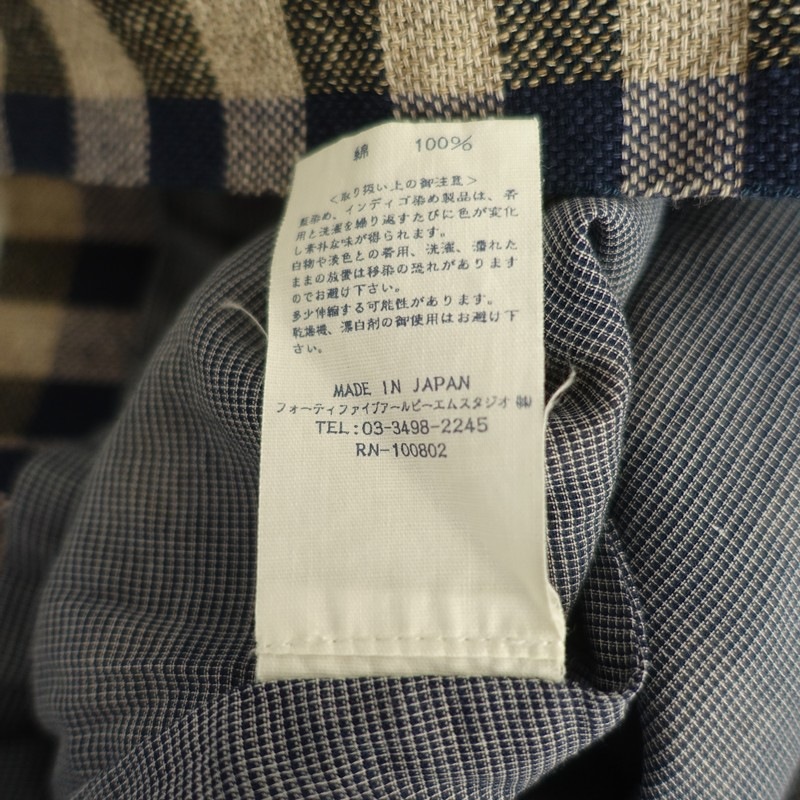 綿 100%
＜取り扱い上の御注意＞
製染め、インディゴ染め製品は、着
用と洗濯を繰り返すたびに色が変化
し素朴な味が得られます。
白物や淡色との着用、洗濯、濡れた
ままの放置は移染の恐れがあります
のでお避け下さい。
多少伸縮する可能性があります。
乾燥機、漂白剤の御使用はお避け下
さい。
MADE IN JAPAN
フォーティファイブアールピーエムスタジオ㈱
TEL:03-3498-2245
RN-100802